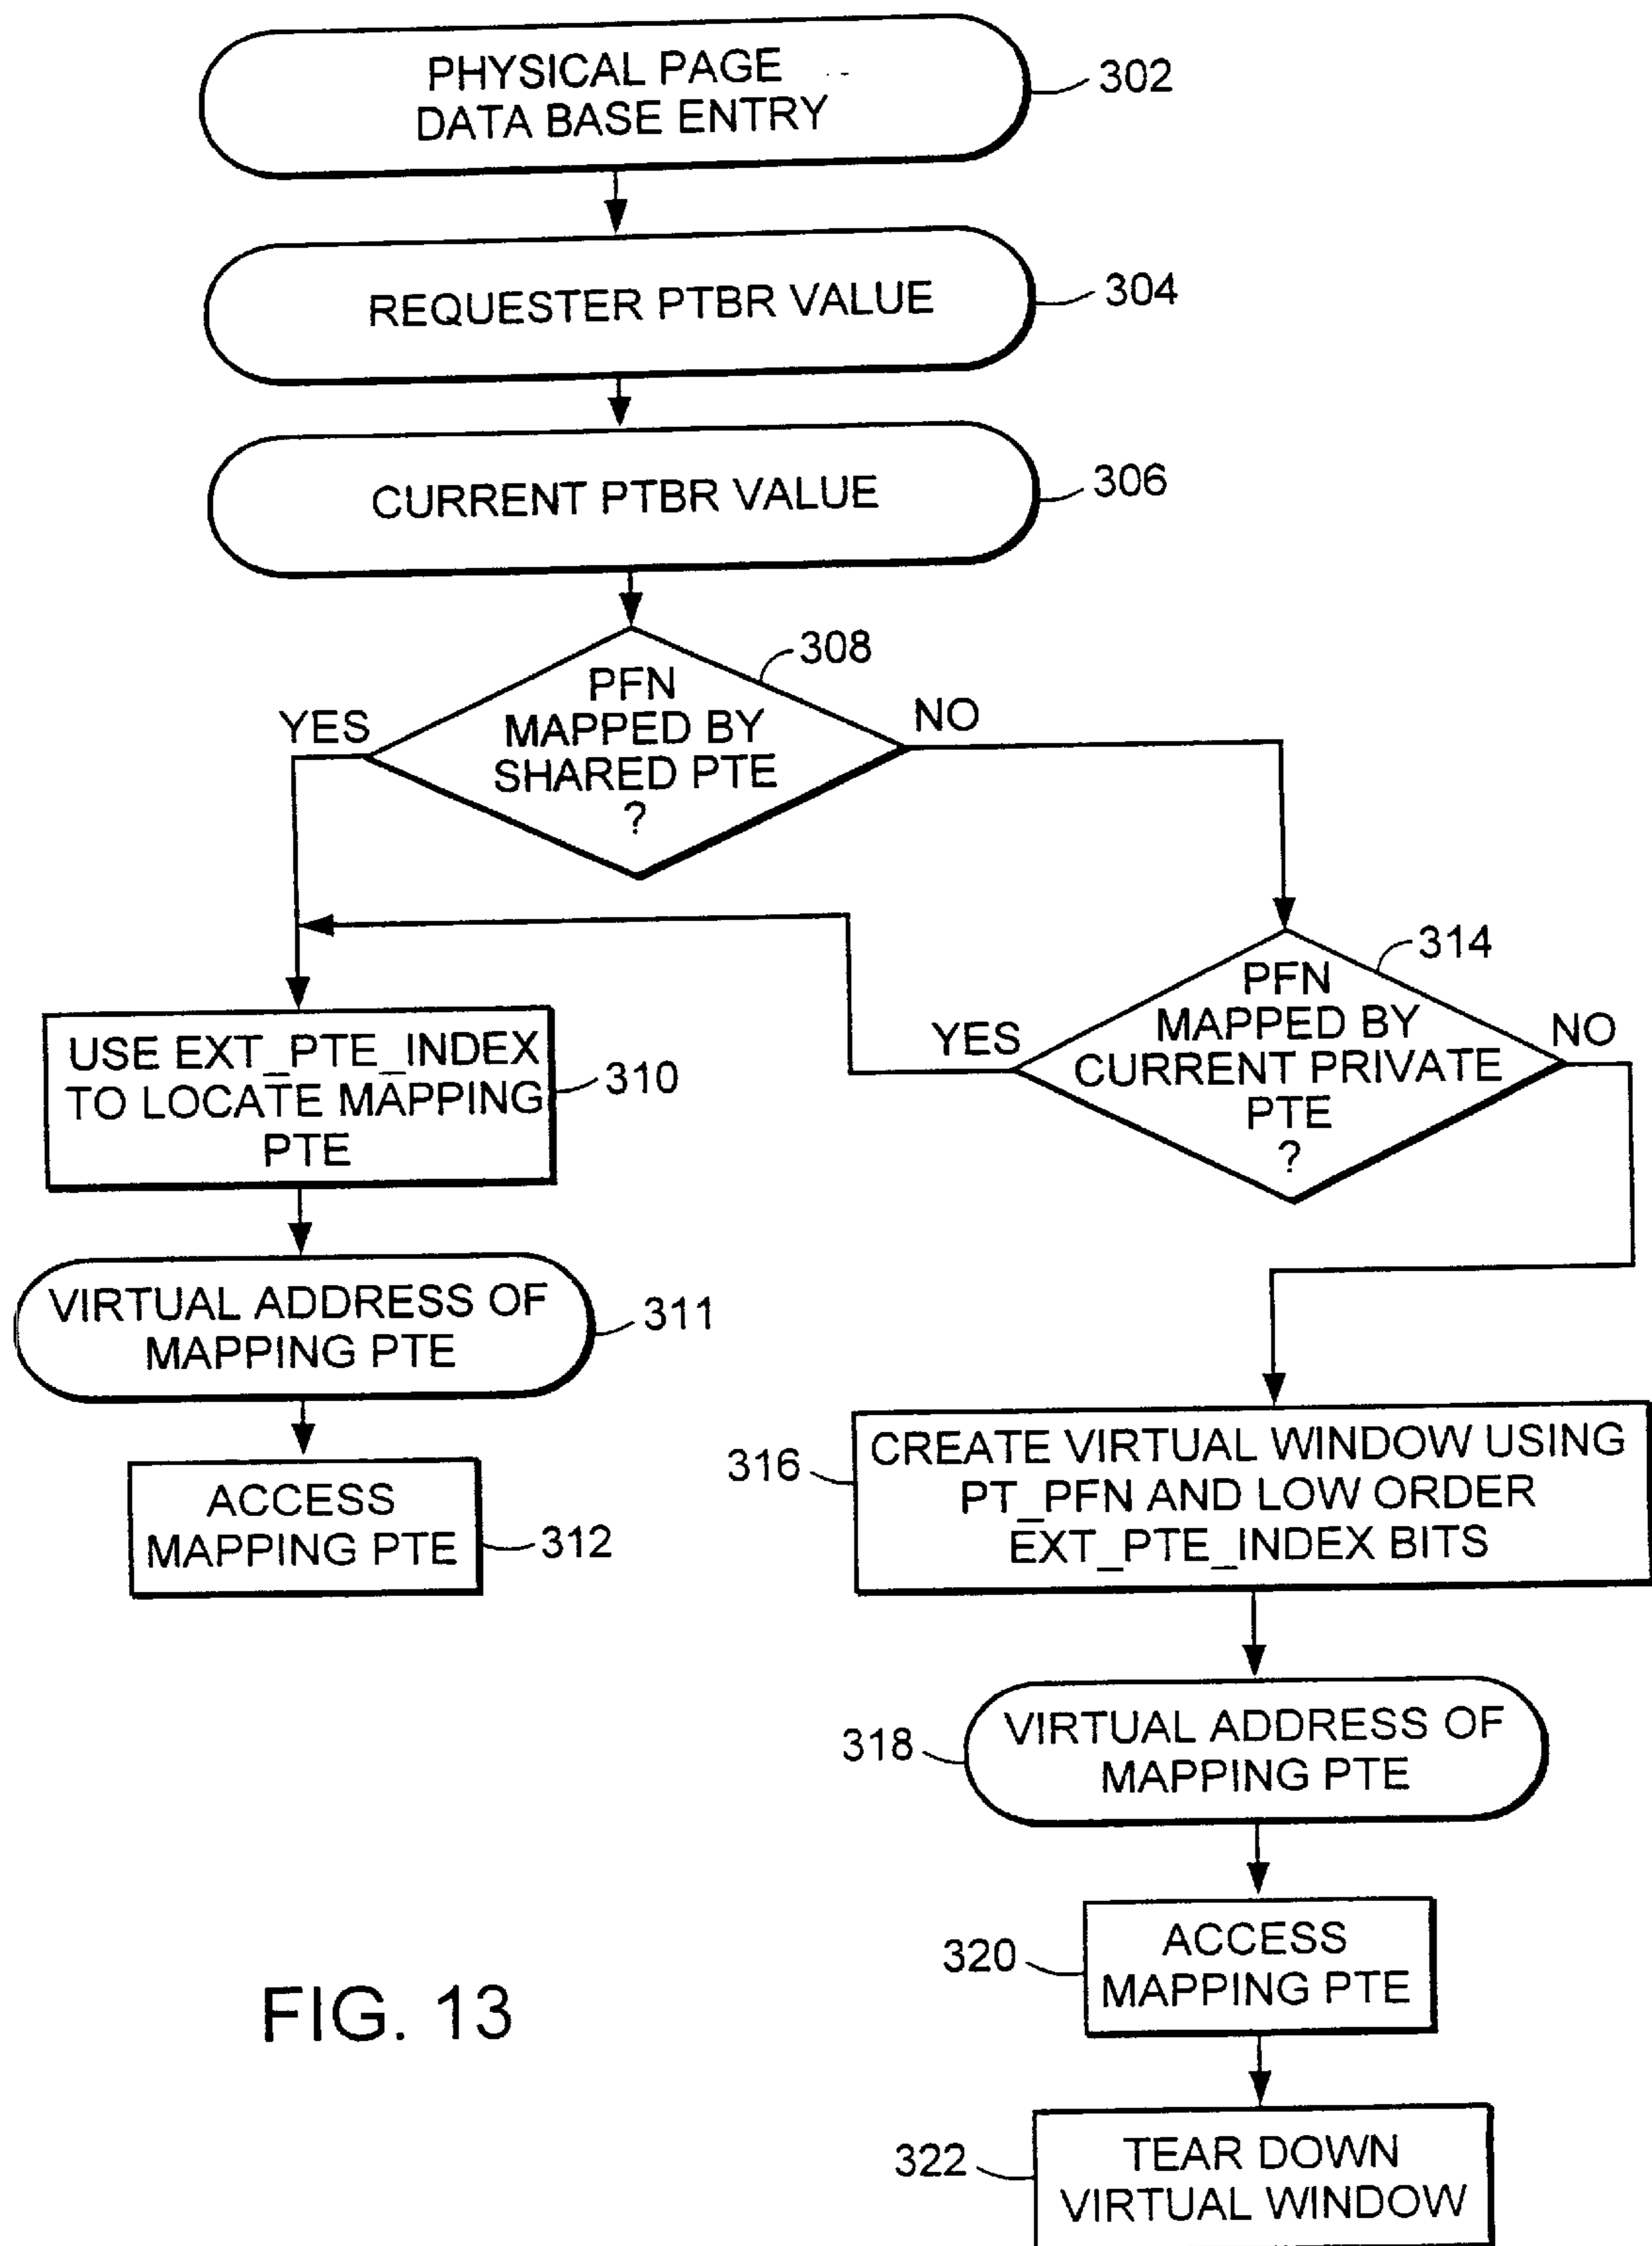 PHYSICAL PAGE
DATA BASE ENTRY
302
REQUESTER PTBR VALUE
304
CURRENT PTBR VALUE
306
308
PFN
MAPPED BY
SHARED PTE
?
YES
NO
314
PFN
MAPPED BY
CURRENT PRIVATE
PTE
?
YES
NO
USE EXT_PTE_INDEX
TO LOCATE MAPPING
PTE
310
VIRTUAL ADDRESS OF
MAPPING PTE
311
ACCESS
MAPPING PTE
312
316
CREATE VIRTUAL WINDOW USING
PT_PFN AND LOW ORDER
EXT_PTE_INDEX BITS
318
VIRTUAL ADDRESS OF
MAPPING PTE
320
ACCESS
MAPPING PTE
322
TEAR DOWN
VIRTUAL WINDOW
FIG. 13